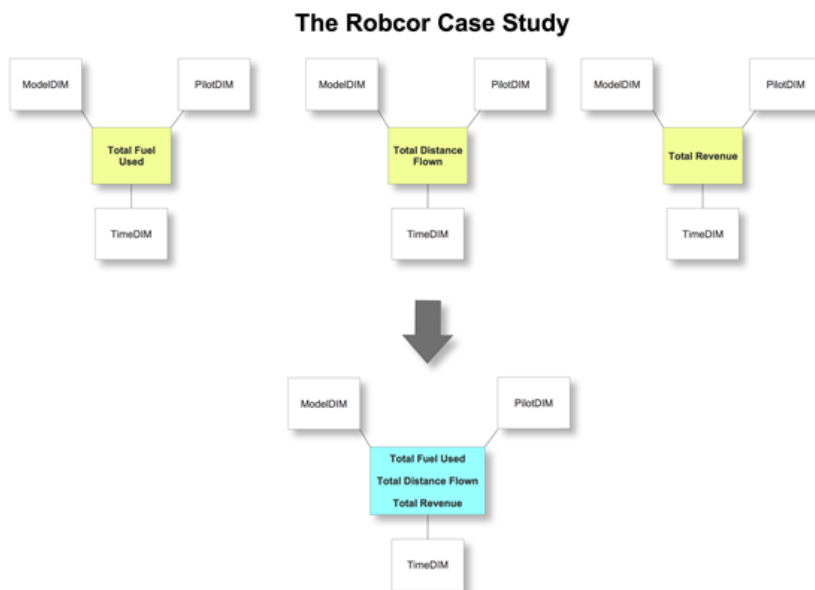 The Robcor Case Study
ModelDIM
PilotDIM
Total Fuel
Used
TimeDIM
ModelDIM
PilotDIM
Total Distance
Flown
TimeDIM
ModelDIM
PilotDIM
Total Revenue
TimeDIM
ModelDIM
PilotDIM
Total Fuel Used
Total Distance Flown
Total Revenue
TimeDIM